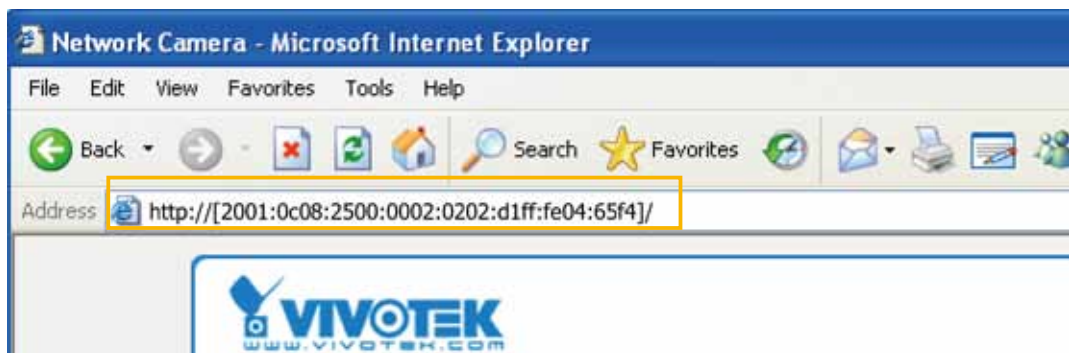 Network Camera - Microsoft Internet Explorer
File Edit View Favorites Tools Help
Back Search Favorites
Address http://[2001:0c08:2500:0002:0202:d1ff:fe04:65f4]/
VIVOTEK
WWW.VIVOTEK.COM